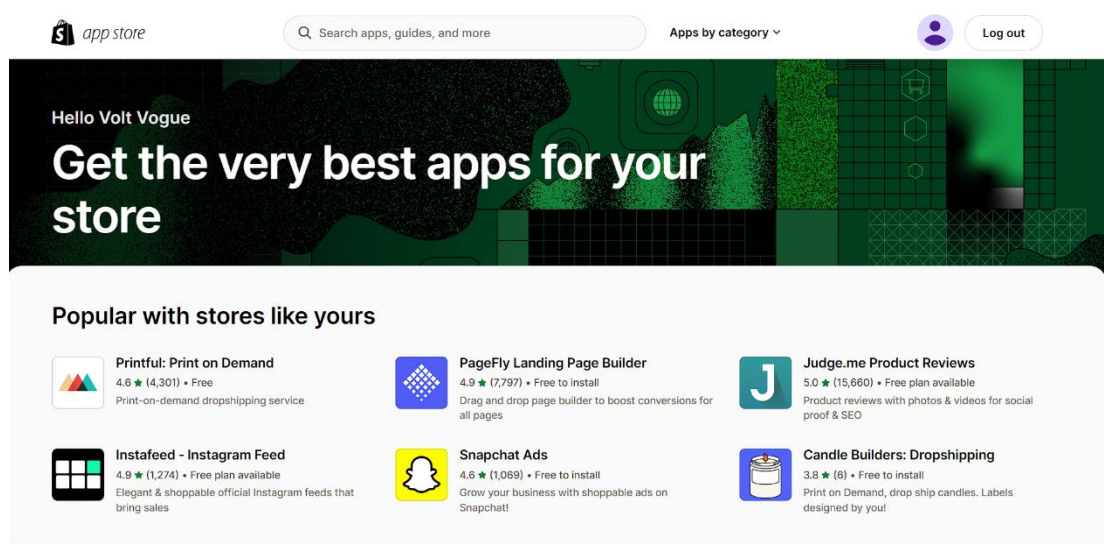 app store
Search apps, guides, and more
Apps by category
Log out
Hello Volt Vogue
Get the very best apps for your
store
Popular with stores like yours
Printful: Print on Demand
4.6 ★ (4,301) • Free
Print-on-demand dropshipping service
PageFly Landing Page Builder
4.9 ★ (7,797) • Free to install
Drag and drop page builder to boost conversions for
all pages
J
Judge.me Product Reviews
5.0 ★ (15,660) • Free plan available
Product reviews with photos & videos for social
proof & SEO
Instafeed - Instagram Feed
4.9 ★ (1,274) • Free plan available
Elegant & shoppable official Instagram feeds that
bring sales
Snapchat Ads
4.6 ★ (1,069) • Free to install
Grow your business with shoppable ads on
Snapchat!
Candle Builders: Dropshipping
3.8 ★ (6) • Free to install
Print on Demand, drop ship candles. Labels
designed by you!